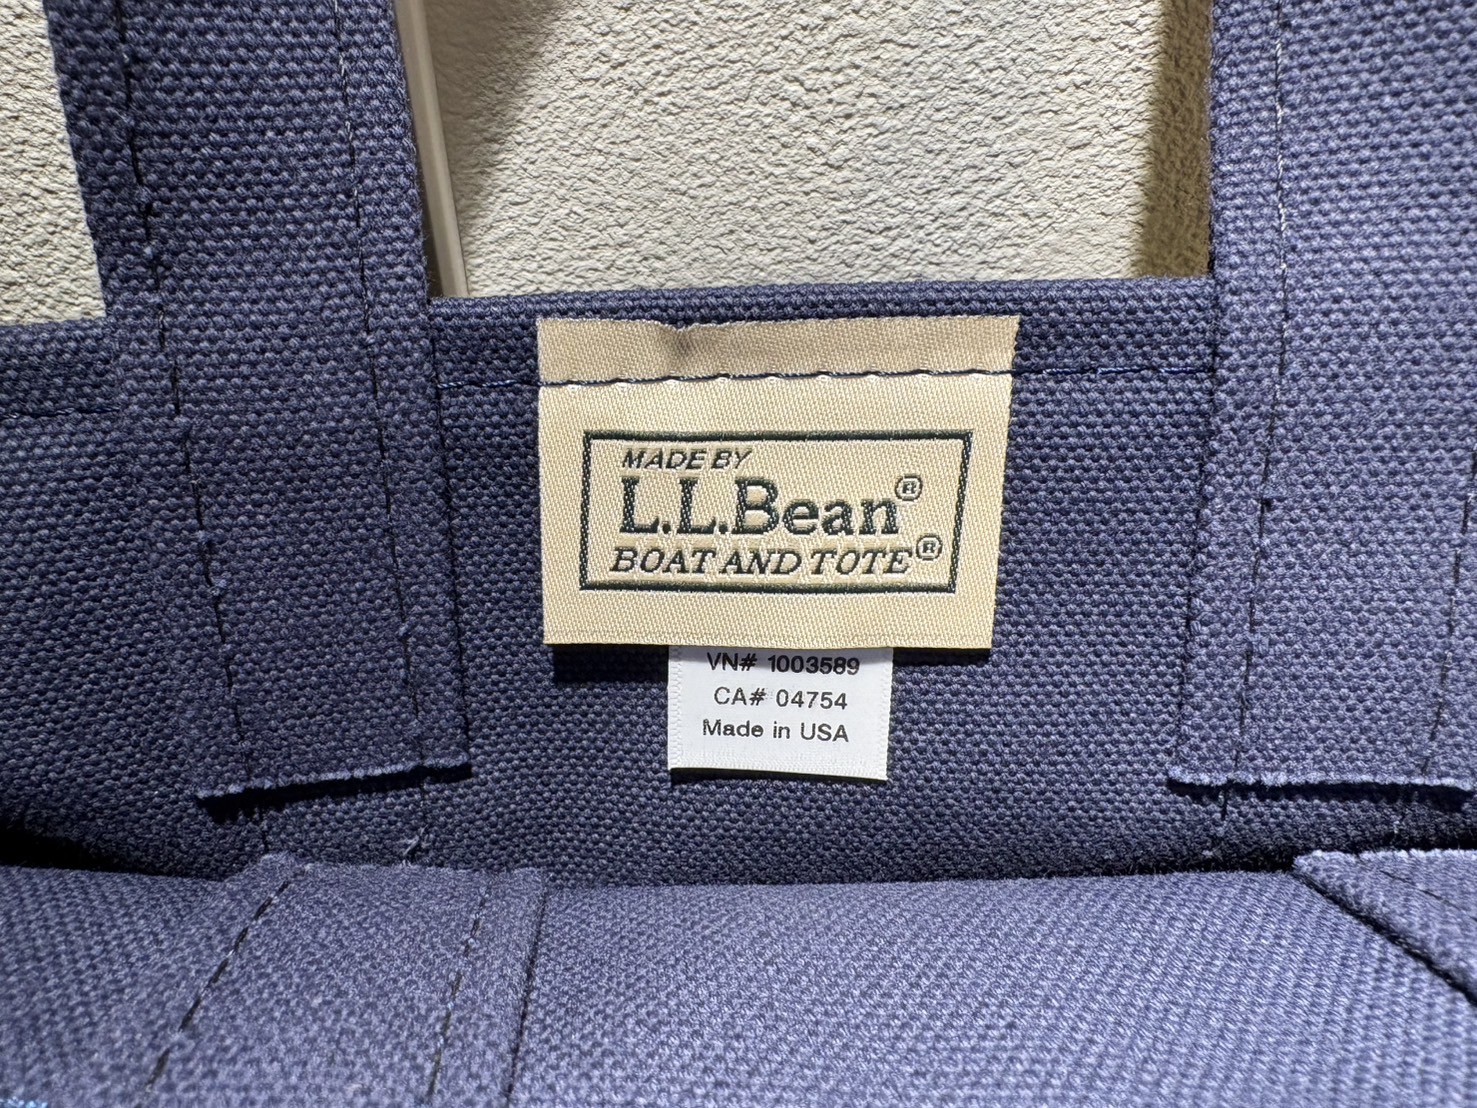 MADE BY
L.L.Bean®
BOAT AND TOTE®
VN# 1003589
CA# 04754
Made in USA